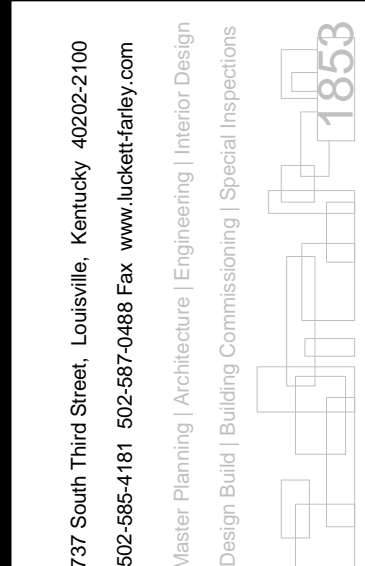 737 South Third Street, Louisville, Kentucky 40202-2100
502-585-4181 502-587-0488 Fax www.luckett-farley.com
Master Planning | Architecture | Engineering | Interior Design
Design Build | Building Commissioning | Special Inspections
1853